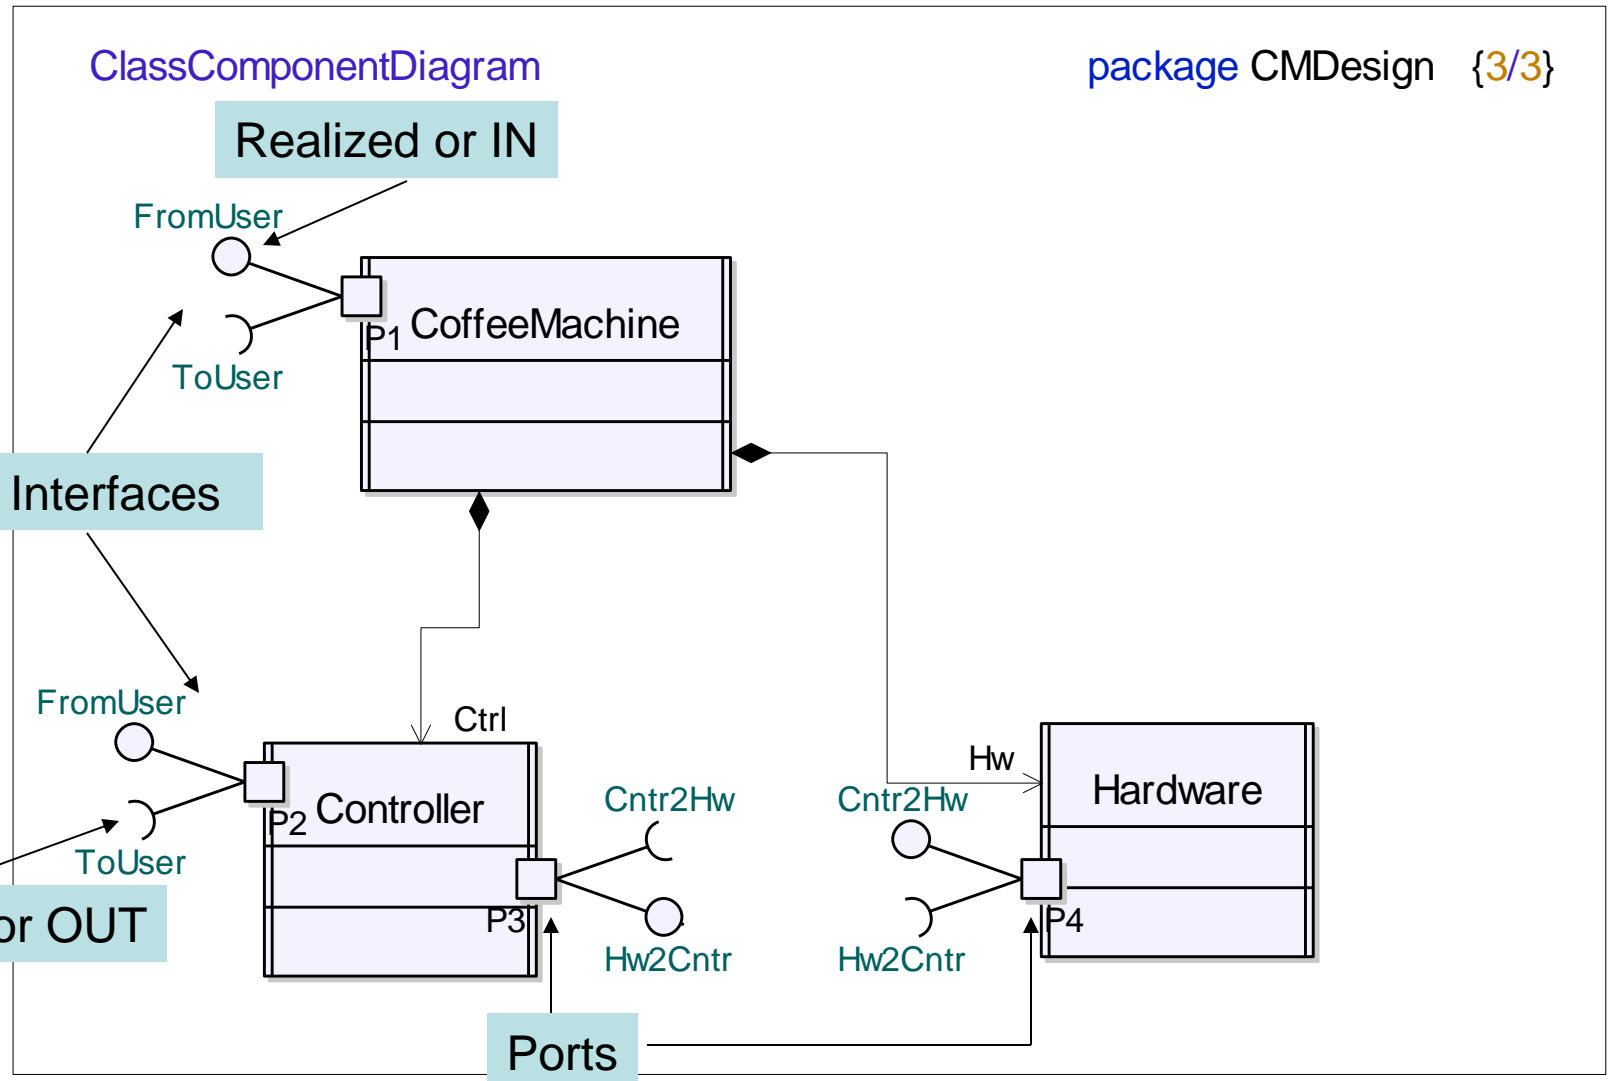 ClassComponentDiagram
package CMDesign {3/3}
Realized or IN
FromUser
P1
CoffeeMachine
ToUser
Interfaces
FromUser
Ctrl
Hw
P2
Controller
Cntr2Hw
Cntr2Hw
Hardware
ToUser
or OUT
P3
P4
Hw2Cntr
Hw2Cntr
Ports